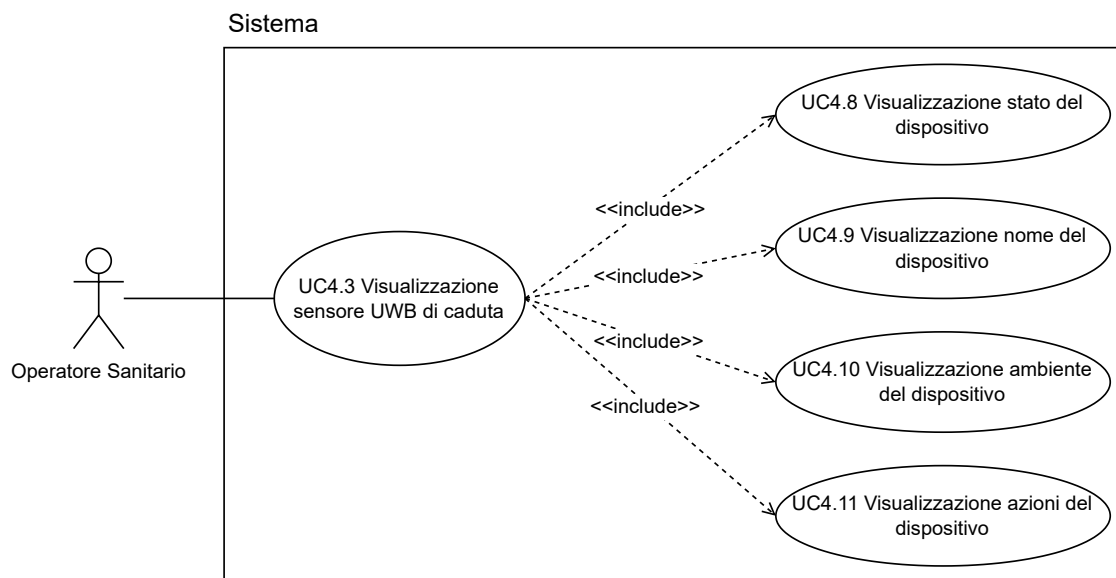 Sistema
UC4.8 Visualizzazione stato del
dispositivo
<<include>>
UC4.9 Visualizzazione nome del
dispositivo
<<include>>
UC4.3 Visualizzazione
sensore UWB di caduta
Operatore Sanitario
<<include>>
UC4.10 Visualizzazione ambiente
del dispositivo
<<include>>
UC4.11 Visualizzazione azioni del
dispositivo